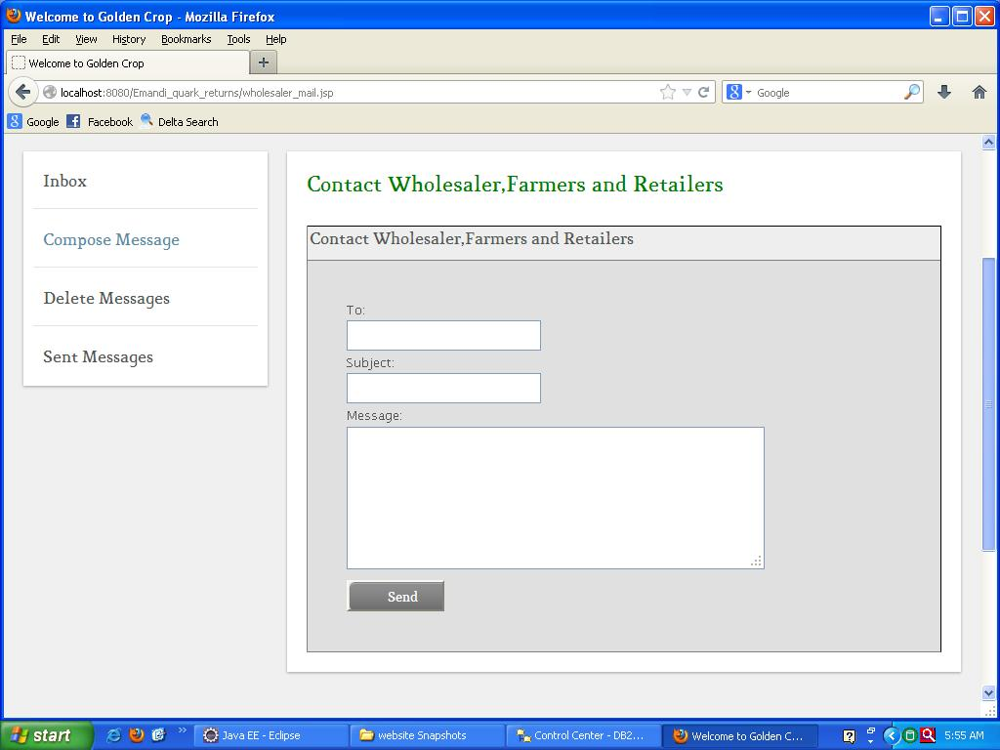 Welcome to Golden Crop - Mozilla Firefox
File Edit View History Bookmarks Tools Help
Welcome to Golden Crop
localhost:8080/Emandi_quark_returns/wholesaler_mail.jsp
Google
Google Facebook Delta Search
Inbox
Compose Message
Delete Messages
Sent Messages
Contact Wholesaler,Farmers and Retailers
Contact Wholesaler,Farmers and Retailers
To:
Subject:
Message:
Send
start
Java EE - Eclipse
website Snapshots
Control Center - DB2...
Welcome to Golden C...
5:55 AM